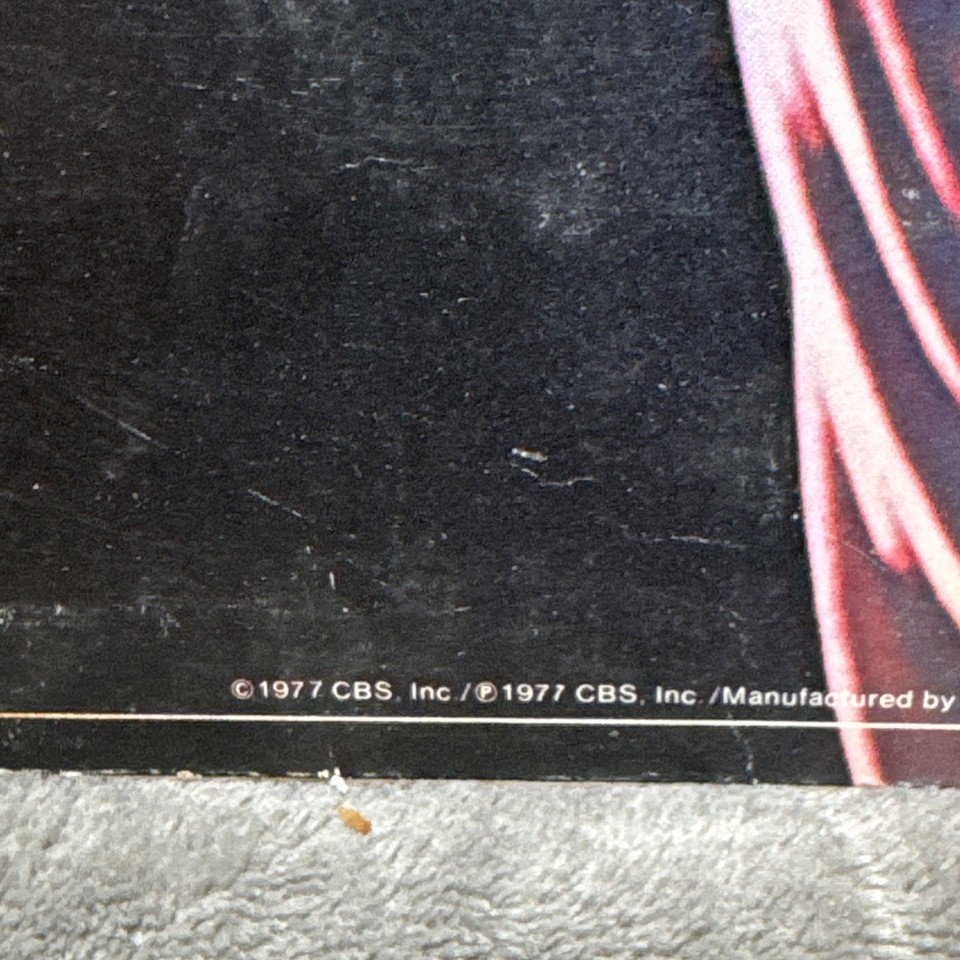 ©1977 CBS, Inc./℗1977 CBS, Inc./Manufactured by